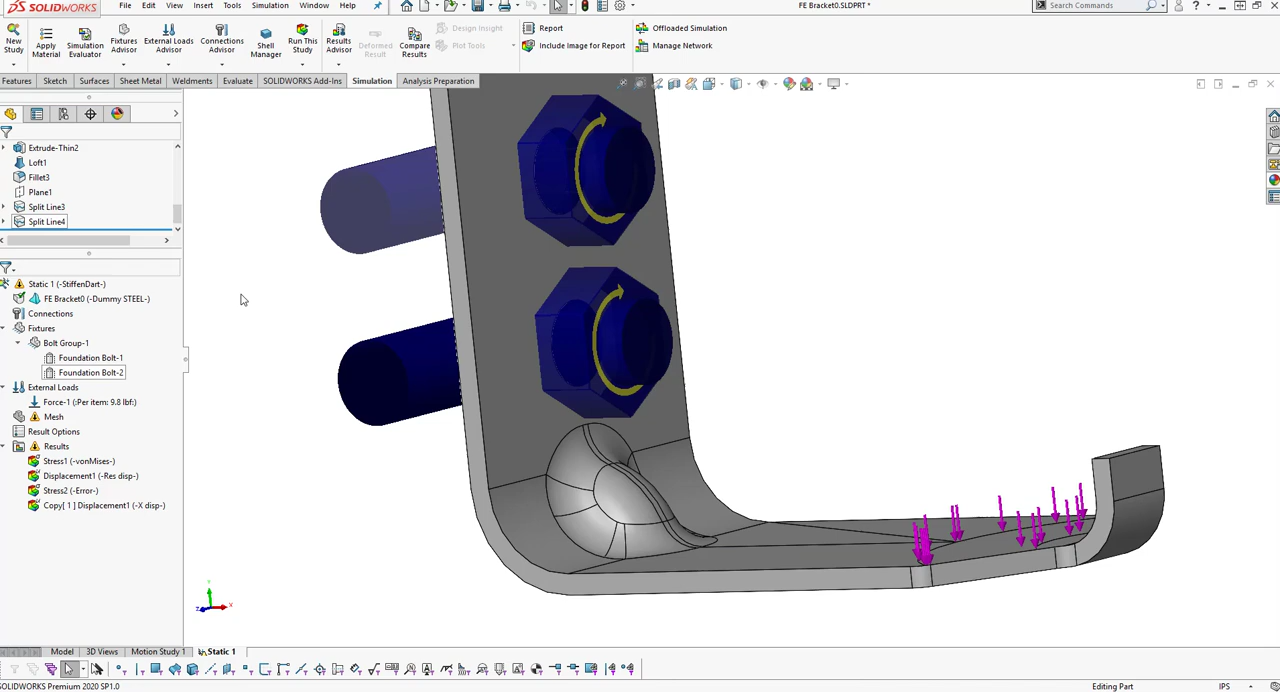 SOLIDWORKS File Edit View Insert Tools Simulation Window FE Bracket0.SLDPRT * Search Commands
New Study
Apply Material
Simulation Evaluator
Fixtures Advisor
External Loads Advisor
Connections Advisor
Shell Manager
Run This Study
Results Advisor
Deformed Result
Compare Results
Design Insight
Plot Tools
Report
Include Image for Report
Offloaded Simulation
Manage Network
Features Sketch Surfaces Sheet Metal Weldments Evaluate SOLIDWORKS Add-Ins Simulation Analysis Preparation
Extrude-Thin2
Loft1
Fillet3
Plane1
Split Line3
Split Line4
Static 1 (-StiffenDart-)
FE Bracket0 (-Dummy STEEL-)
Connections
Fixtures
Bolt Group-1
Foundation Bolt-1
Foundation Bolt-2
External Loads
Force-1 (:Per item: 9.8 lbf:)
Mesh
Result Options
Results
Stress1 (-vonMises-)
Displacement1 (-Res disp-)
Stress2 (-Error-)
Copy[ 1 ] Displacement1 (-X disp-)
Y
X
Z
Model 3D Views Motion Study 1 Static 1
SOLIDWORKS Premium 2020 SP1.0 Editing Part IPS